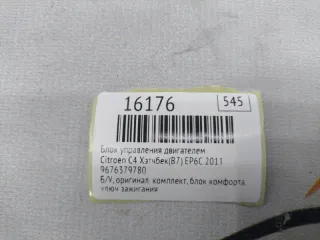 16176
545
Блок управления двигателем
Citroen C4 Хэтчбек(B7) EP6C 2011
9676379780
Б/У, оригинал. комплект, блок комфорта,
ключ зажигания